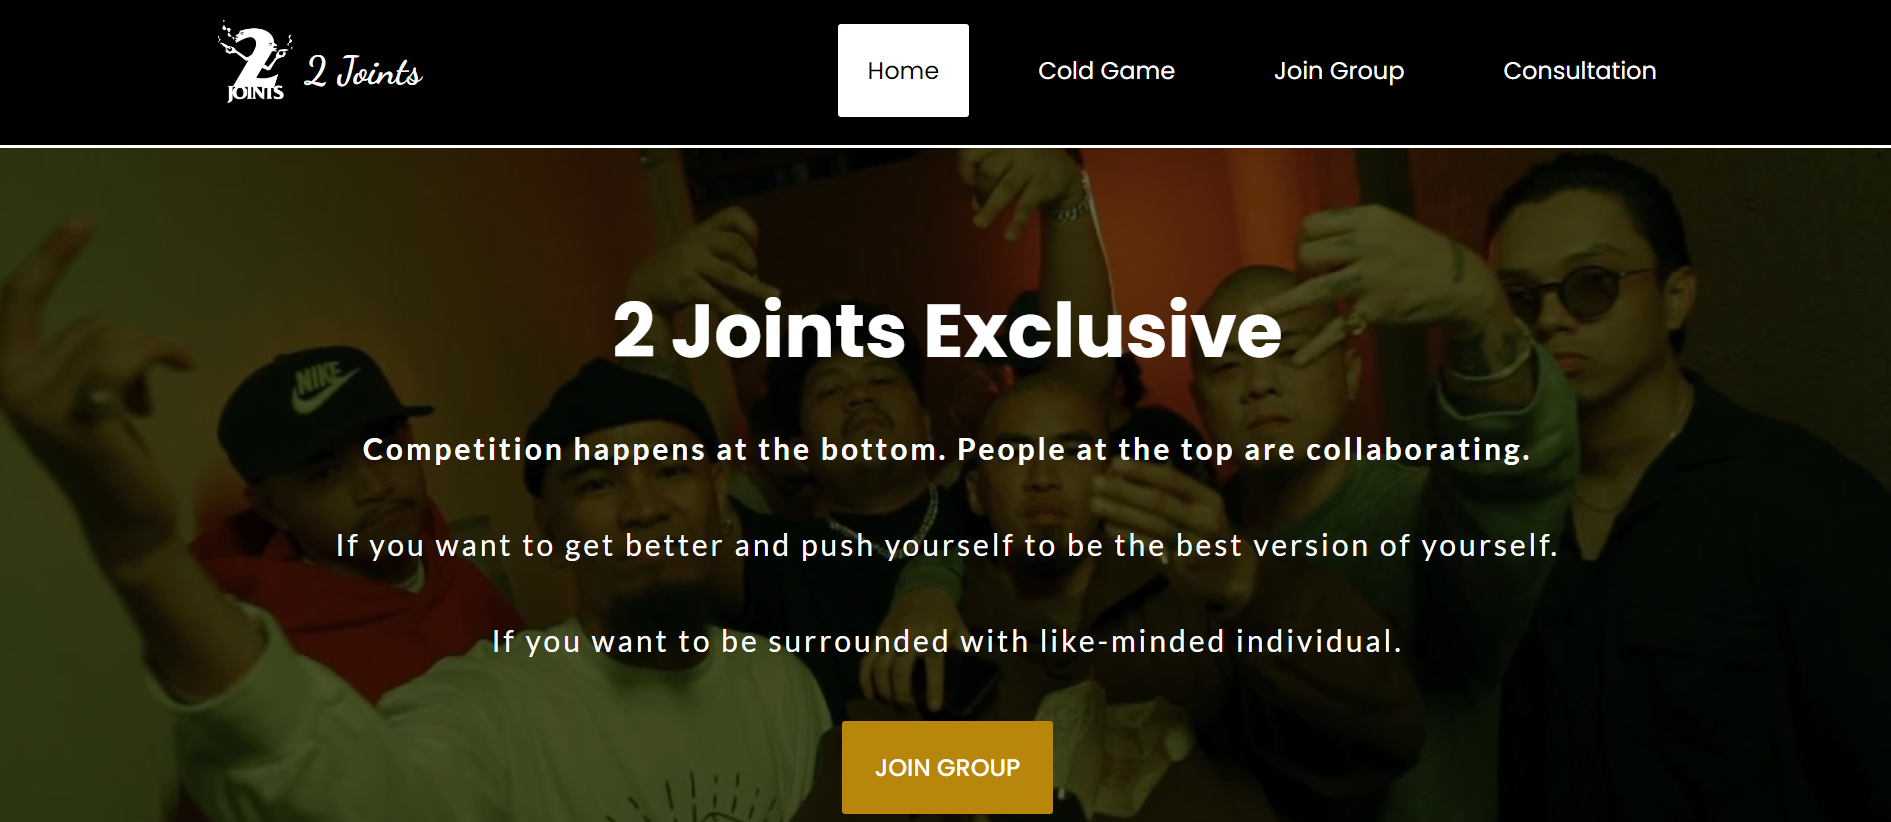 2 JOINTS
2 Joints
Home
Cold Game
Join Group
Consultation
2 Joints Exclusive
NIKE
Competition happens at the bottom. People at the top are collaborating.
If you want to get better and push yourself to be the best version of yourself.
If you want to be surrounded with like-minded individual.
JOIN GROUP